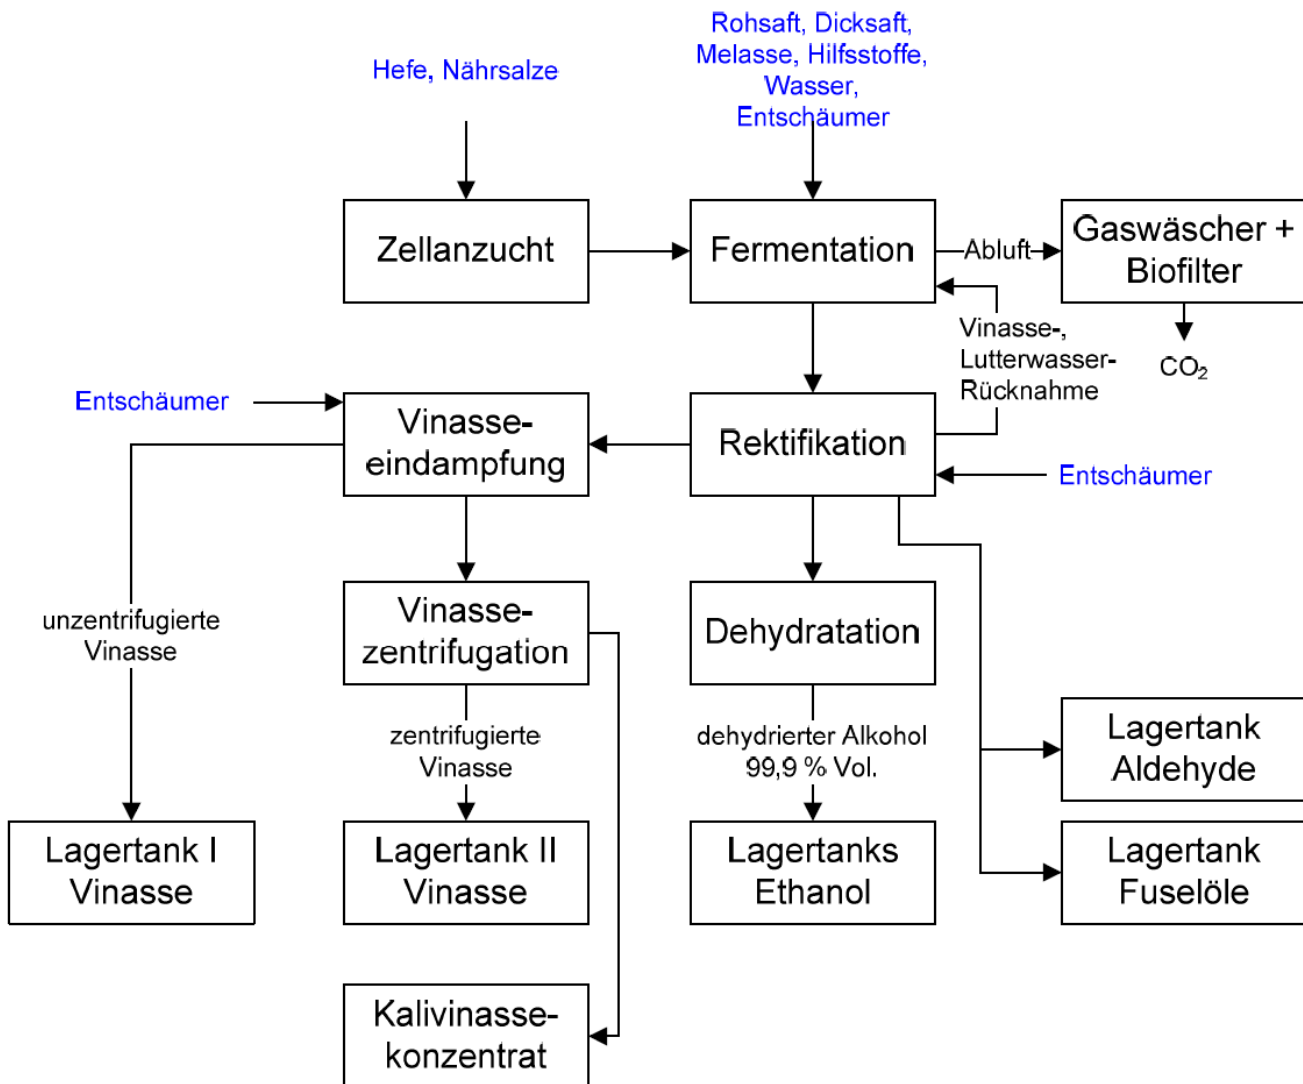 Rohsaft, Dicksaft,
Melasse, Hilfsstoffe,
Wasser,
Entschäumer
Hefe, Nährsalze
Zellanzucht
Fermentation
Abluft
Gaswäscher +
Biofilter
Vinasse-,
Lutterwasser-
Rücknahme
CO₂
Entschäumer
Vinasse-
eindampfung
Rektifikation
Entschäumer
unzentrifugierte
Vinasse
Vinasse-
zentrifugation
Dehydratation
zentrifugierte
Vinasse
dehydrierter Alkohol
99,9 % Vol.
Lagertank
Aldehyde
Lagertank I
Vinasse
Lagertank II
Vinasse
Lagertanks
Ethanol
Lagertank
Fuselöle
Kalivinasse-
konzentrat